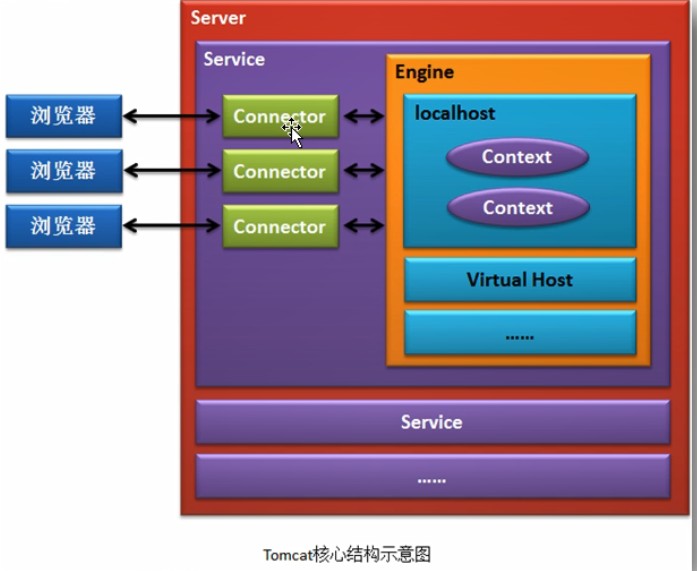 Server
Service
Engine
浏览器
Connector
localhost
Context
浏览器
Connector
Context
浏览器
Connector
Virtual Host
......
Service
......
Tomcat核心结构示意图